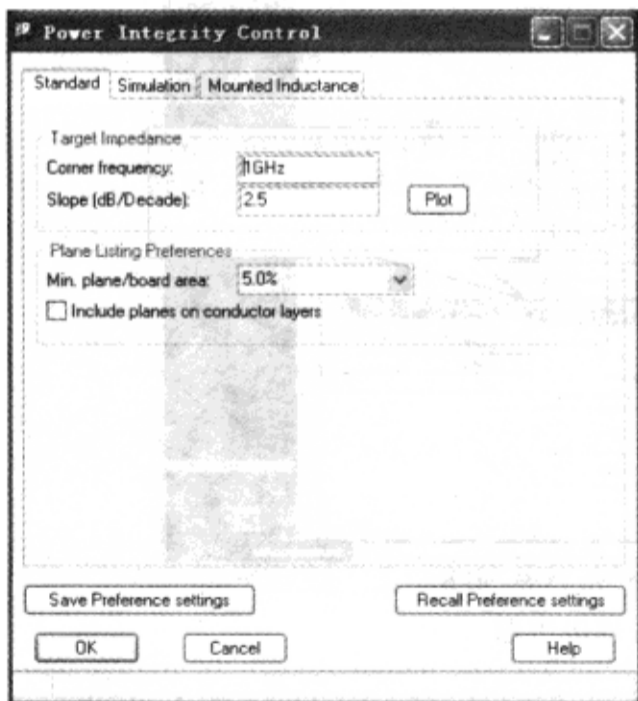 Power Integrity Control
Standard Simulation Mounted Inductance
Target Impedance
Corner frequency: 1GHz
Slope (dB/Decade): 2.5 Plot
Plane Listing Preferences
Min. plane/board area: 5.0%
Include planes on conductor layers
Save Preference settings Recall Preference settings
OK Cancel Help